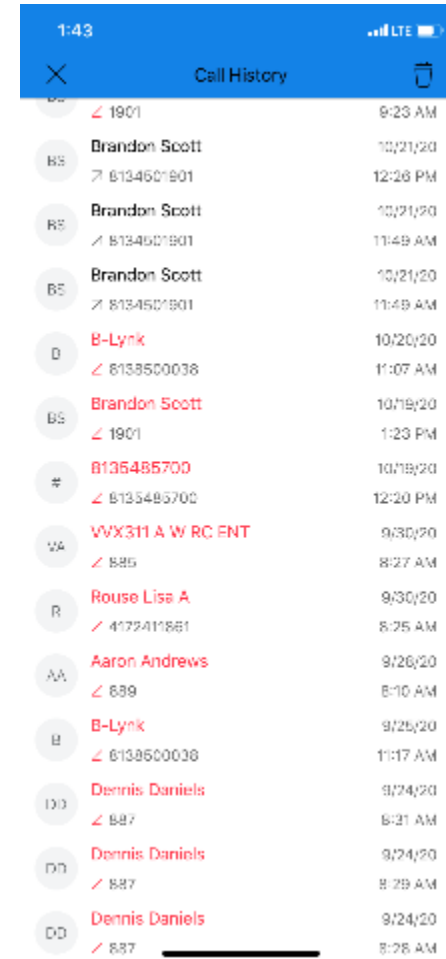 1:43 LTE
Call History
1901 9:23 AM
BS Brandon Scott 10/21/20
8134501901 12:26 PM
BS Brandon Scott 10/21/20
8134501901 11:49 AM
BS Brandon Scott 10/21/20
8134501901 11:49 AM
B B-Lynk 10/20/20
8138500038 11:07 AM
BS Brandon Scott 10/19/20
1901 1:23 PM
# 8135485700 10/19/20
8135485700 12:20 PM
VA VVX311 A W RC ENT 9/30/20
885 8:27 AM
R Rouse Lisa A 9/30/20
4172411861 8:25 AM
AA Aaron Andrews 9/28/20
889 8:10 AM
B B-Lynk 9/25/20
8138500038 11:17 AM
DD Dennis Daniels 9/24/20
887 8:31 AM
DD Dennis Daniels 9/24/20
887 8:29 AM
DD Dennis Daniels 9/24/20
887 8:28 AM